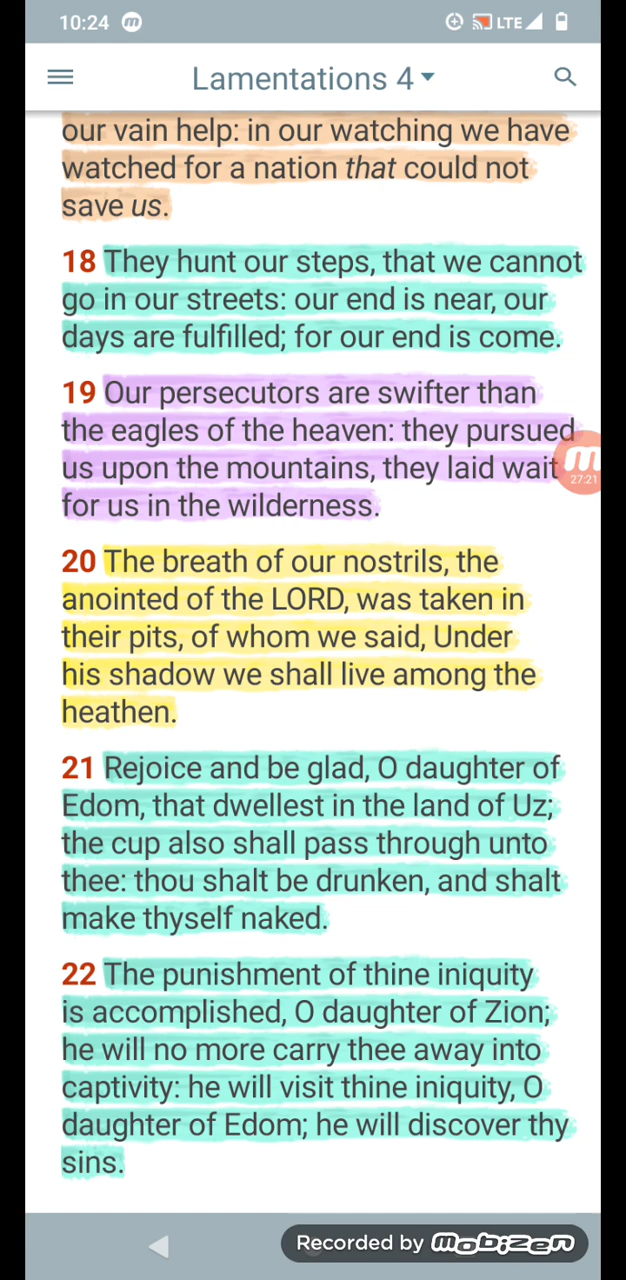 10:24 m LTE
Lamentations 4
our vain help: in our watching we have
watched for a nation that could not
save us.
18 They hunt our steps, that we cannot
go in our streets: our end is near, our
days are fulfilled; for our end is come.
19 Our persecutors are swifter than
the eagles of the heaven: they pursued
us upon the mountains, they laid wait
for us in the wilderness.
m
27:21
20 The breath of our nostrils, the
anointed of the LORD, was taken in
their pits, of whom we said, Under
his shadow we shall live among the
heathen.
21 Rejoice and be glad, O daughter of
Edom, that dwellest in the land of Uz;
the cup also shall pass through unto
thee: thou shalt be drunken, and shalt
make thyself naked.
22 The punishment of thine iniquity
is accomplished, O daughter of Zion;
he will no more carry thee away into
captivity: he will visit thine iniquity, O
daughter of Edom; he will discover thy
sins.
Recorded by mobizen